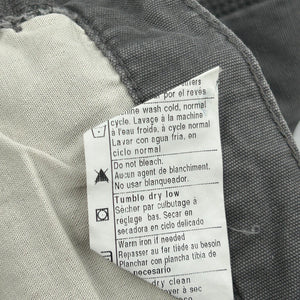 por el revés
wash cold, normal
cycle. Lavage à la machine
à l'eau froide, à cycle normal
Lavar con agua fria, en
ciclo normal
Do not bleach.
Aucun agent de blanchiment.
No usar blanqueador.
Tumble dry low
Sécher par culbutage à
réglage bas. Secar en
secadora en ciclo delicado
Warm iron if needed
Repasser au fer tiède au besoin
Planchar con plancha tibia de
necesario
clean